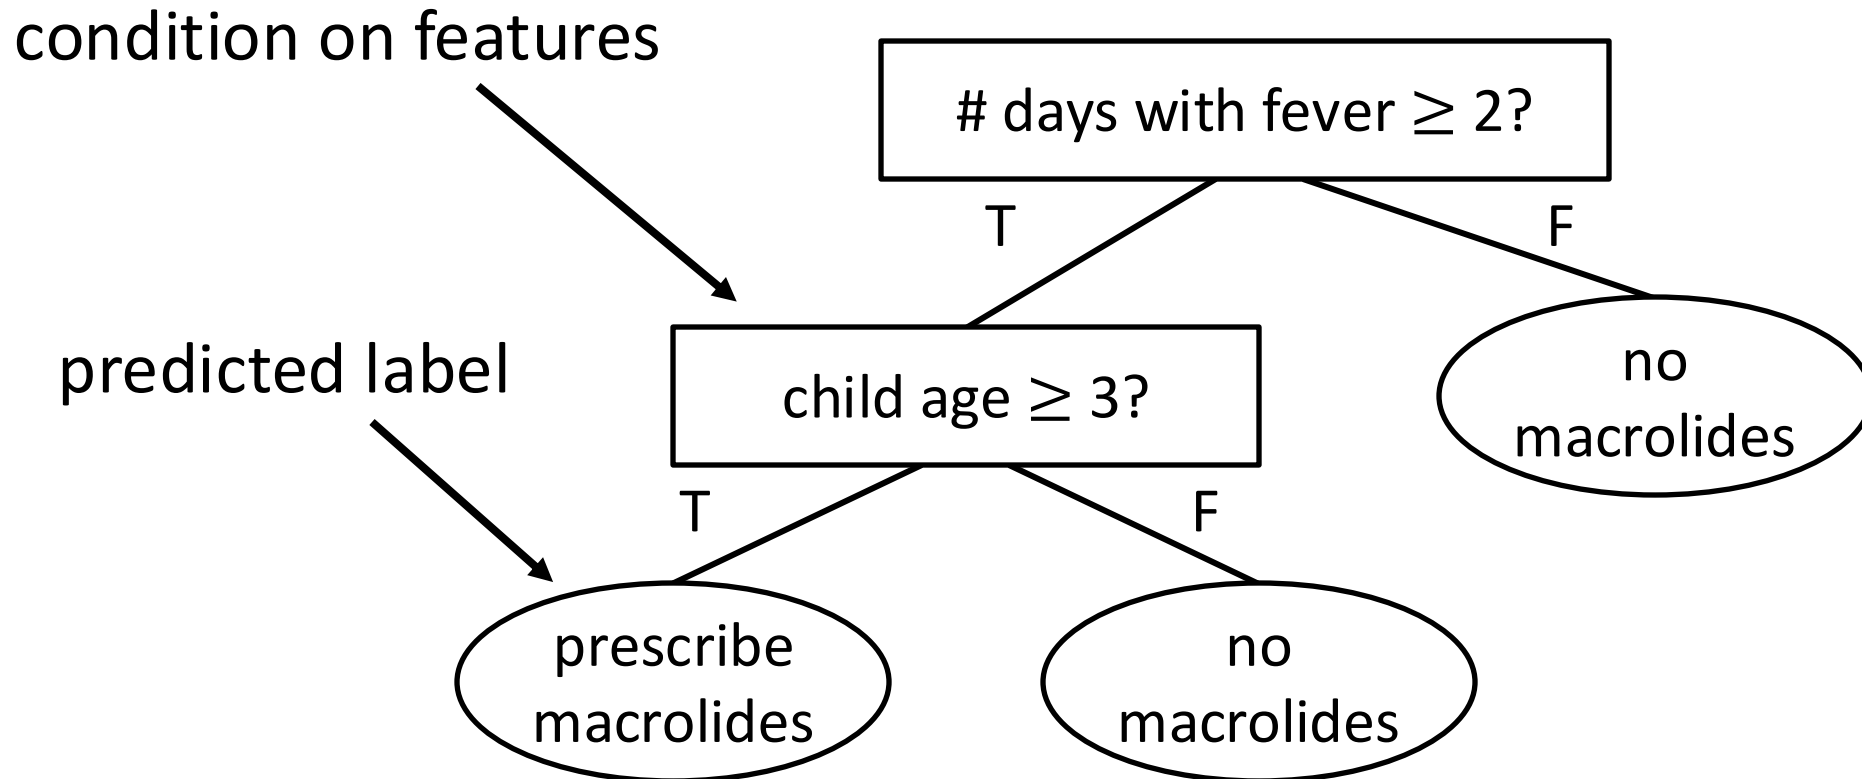 condition on features
# days with fever ≥ 2?
T
F
predicted label
child age ≥ 3?
no
macrolides
T
F
prescribe
macrolides
no
macrolides